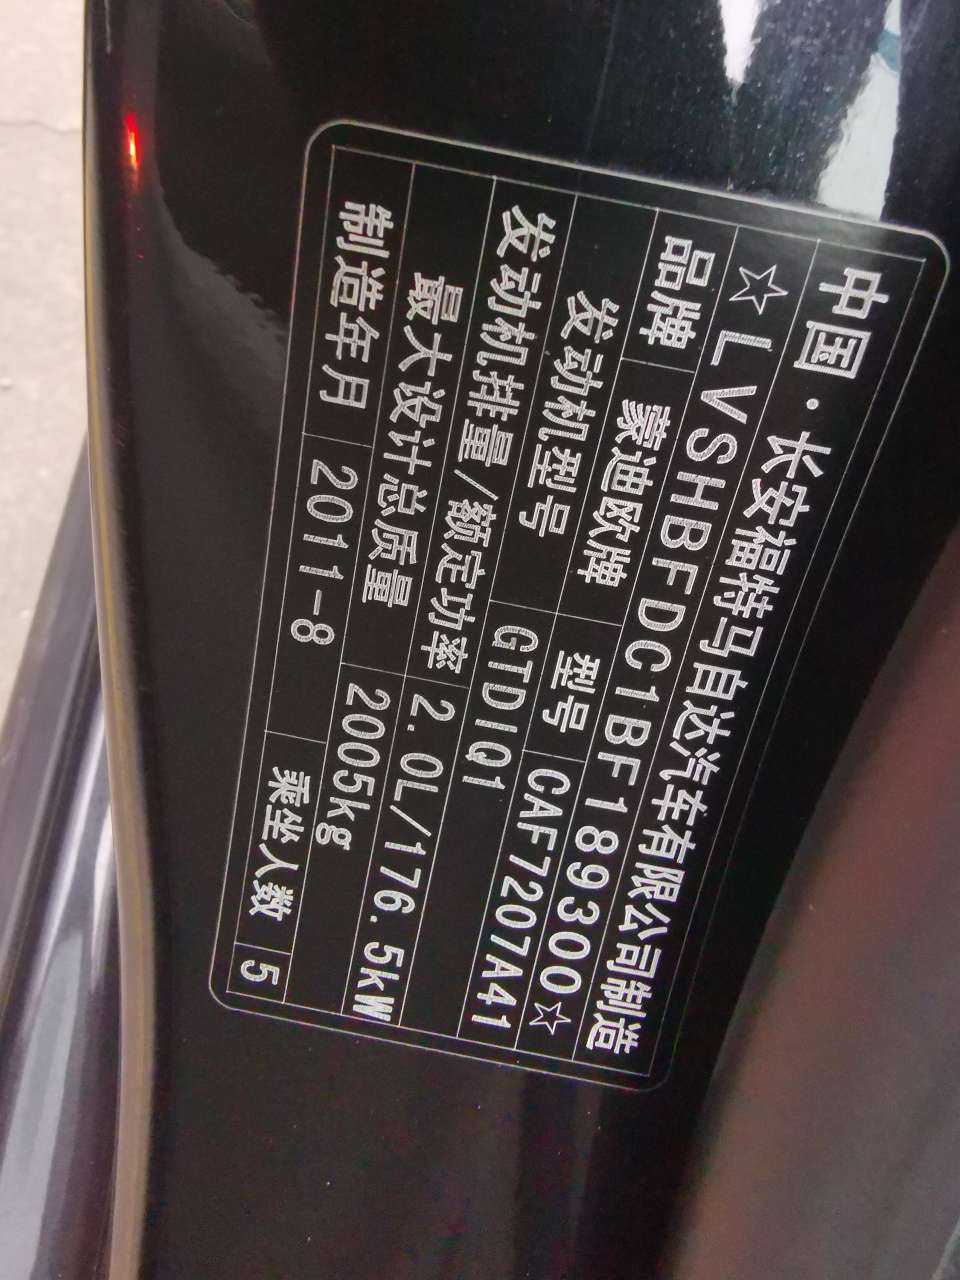 中国·长安福特马自达汽车有限公司制造
☆LVSHBFDC1BF189300☆
品牌 蒙迪欧牌 型号 CAF7207A41
发动机型号 GTDIQ1
发动机排量/额定功率 2.0L/176.5kW
最大设计总质量 2005kg
制造年月 2011-8 乘坐人数 5